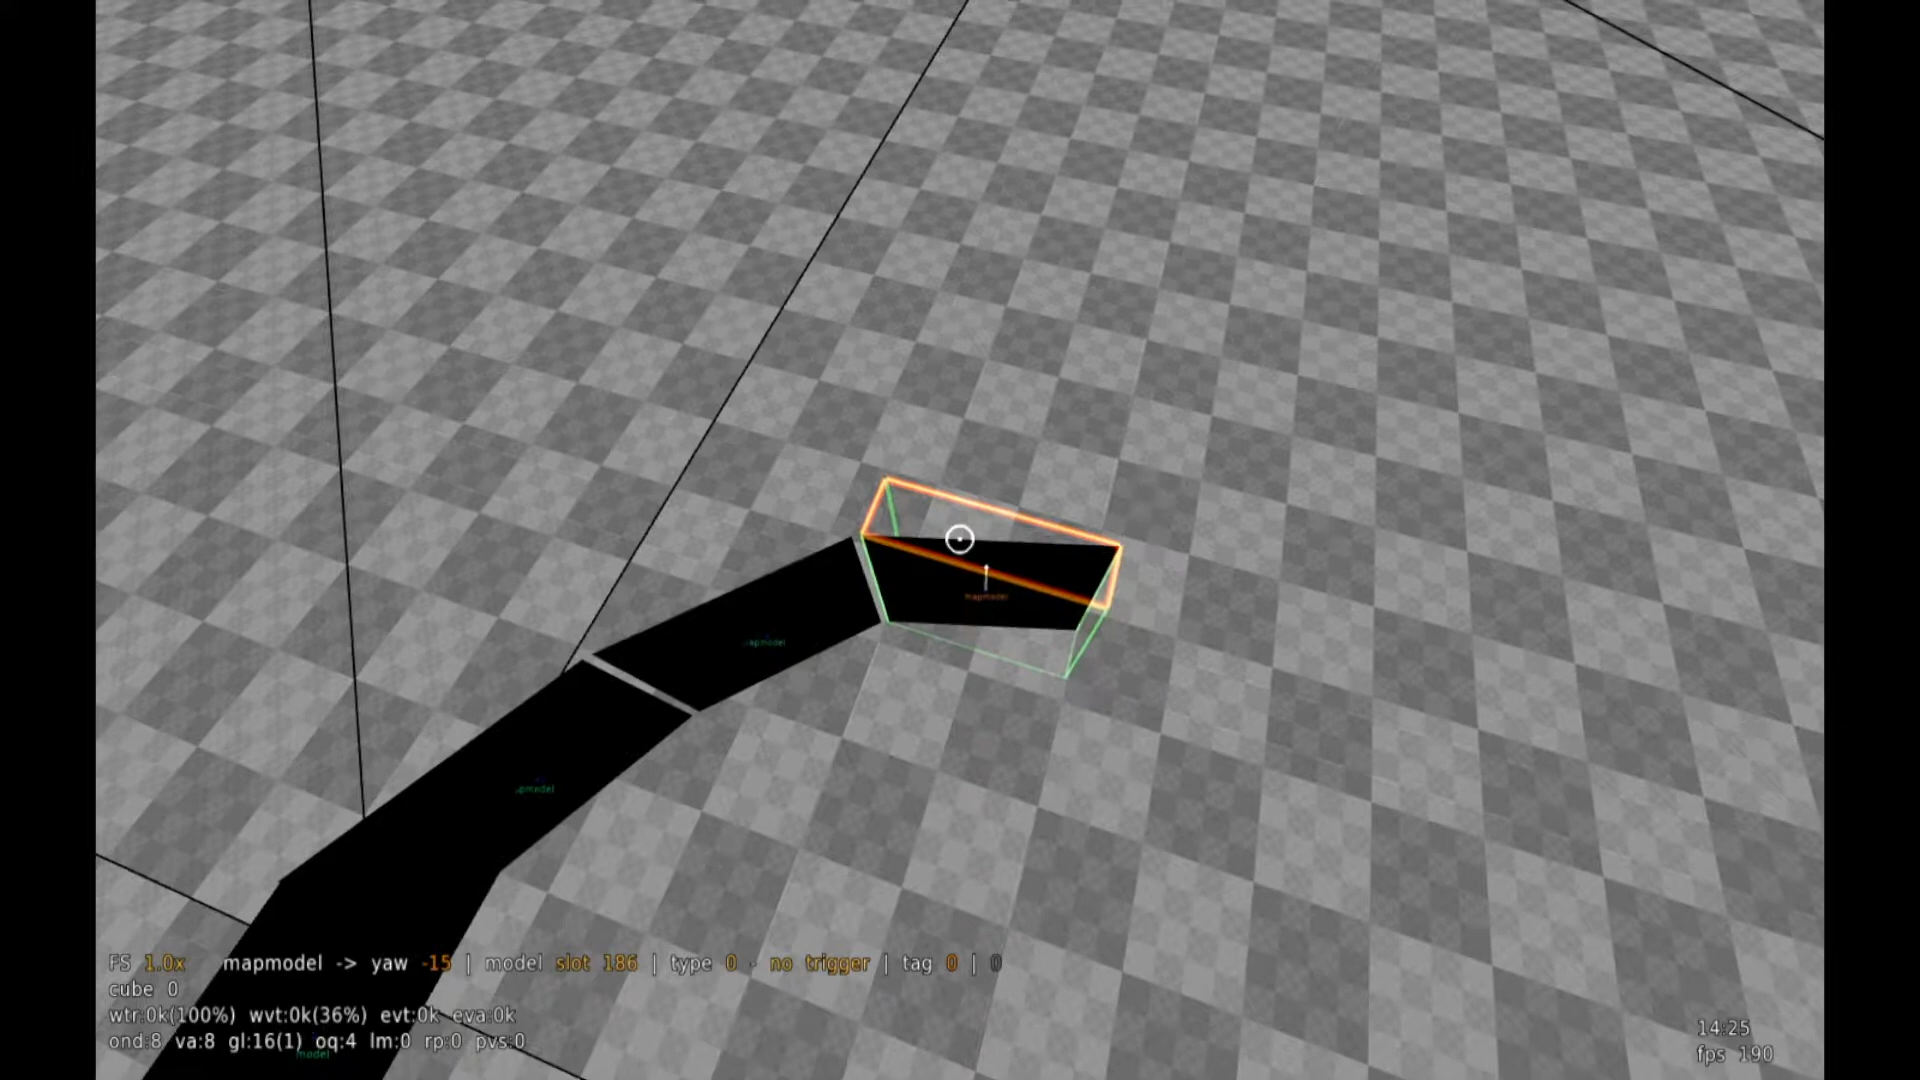 mapmodel
FS 1.0x mapmodel -> yaw -15 | model slot 186 | type 0 - no trigger | tag 0 | 0
cube 0
wtr:0k(100%) wvt:0k(36%) evt:0k eva:0k
ond:8 va:8 gl:16(1) oq:4 lm:0 rp:0 pvs:0
model
14:25
fps 190